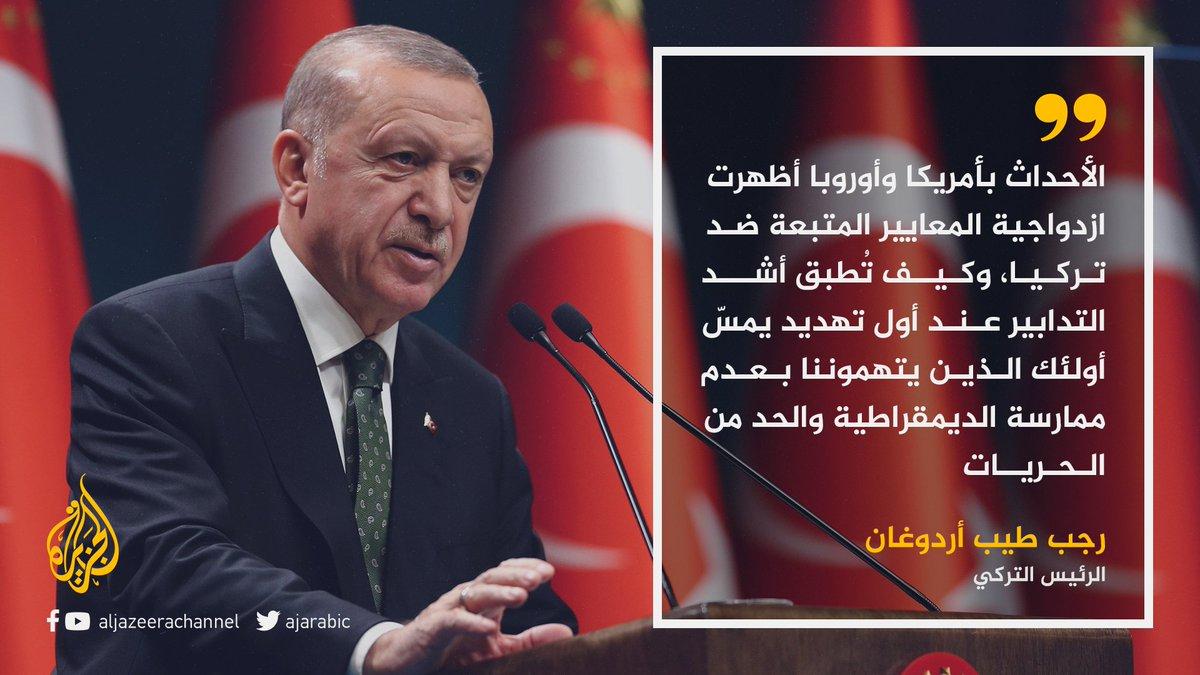 الأحداث بأمريكا وأوروبا أظهرت
ازدواجية المعايير المتبعة ضد
تركيا، وكيف تُطبق أشد
التدابير عند أول تهديد يمسّ
أولئك الذين يتهموننا بعدم
ممارسة الديمقراطية والحد من
الحريات
رجب طيب أردوغان
الرئيس التركي
الجزيرة
aljazeerachannel
ajarabic